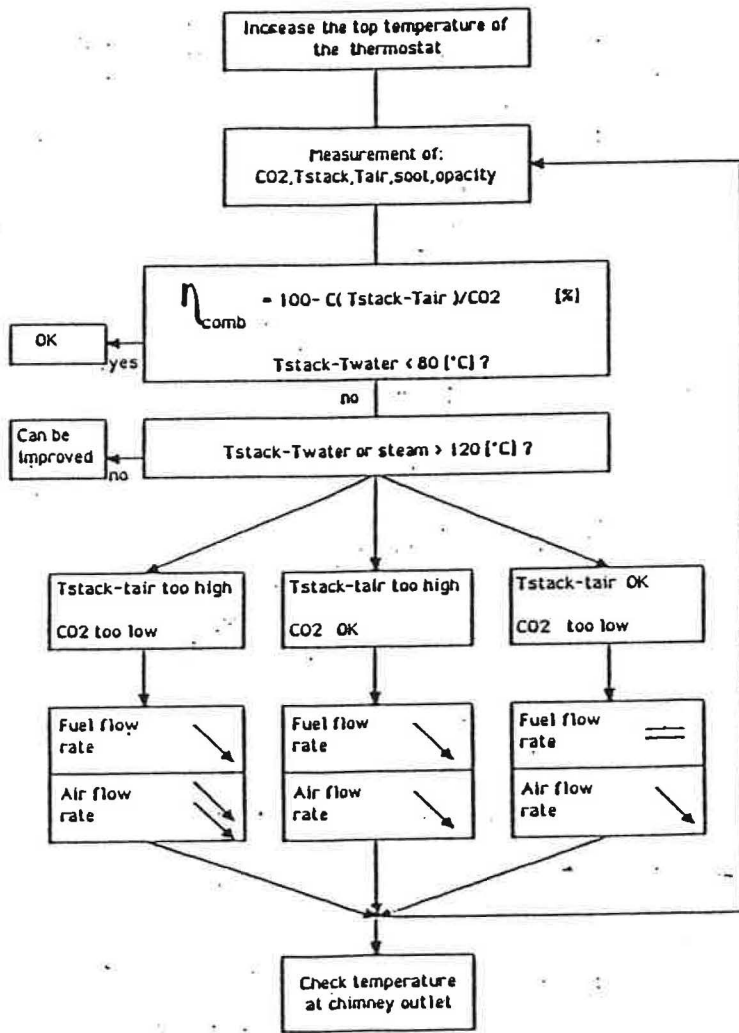 Increase the top temperature of
the thermostat
Measurement of:
CO2,Tstack,Tair,soot,opacity
η comb = 100- C( Tstack-Tair )/CO2 [%]
OK
yes
Tstack-Twater < 80 [°C] ?
no
Can be
improved
no
Tstack-Twater or steam > 120 [°C] ?
Tstack-tair too high
CO2 too low
Tstack-tair too high
CO2 OK
Tstack-tair OK
CO2 too low
Fuel flow
rate
Air flow
rate
Fuel flow
rate
Air flow
rate
Fuel flow
rate
Air flow
rate
Check temperature
at chimney outlet